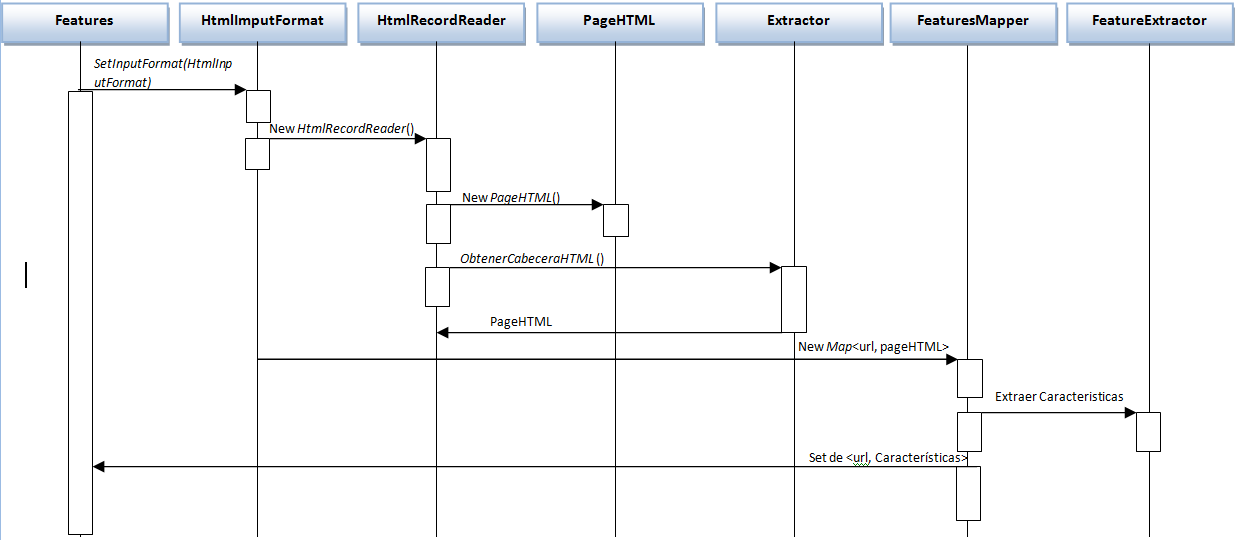 Features
HtmlImputFormat
HtmlRecordReader
PageHTML
Extractor
FeaturesMapper
FeatureExtractor
SetInputFormat(HtmlInp
utFormat)
New HtmlRecordReader()
New PageHTML()
ObtenerCabeceraHTML ()
PageHTML
New Map<url, pageHTML>
Extraer Caracteristicas
Set de <url, Característícas>